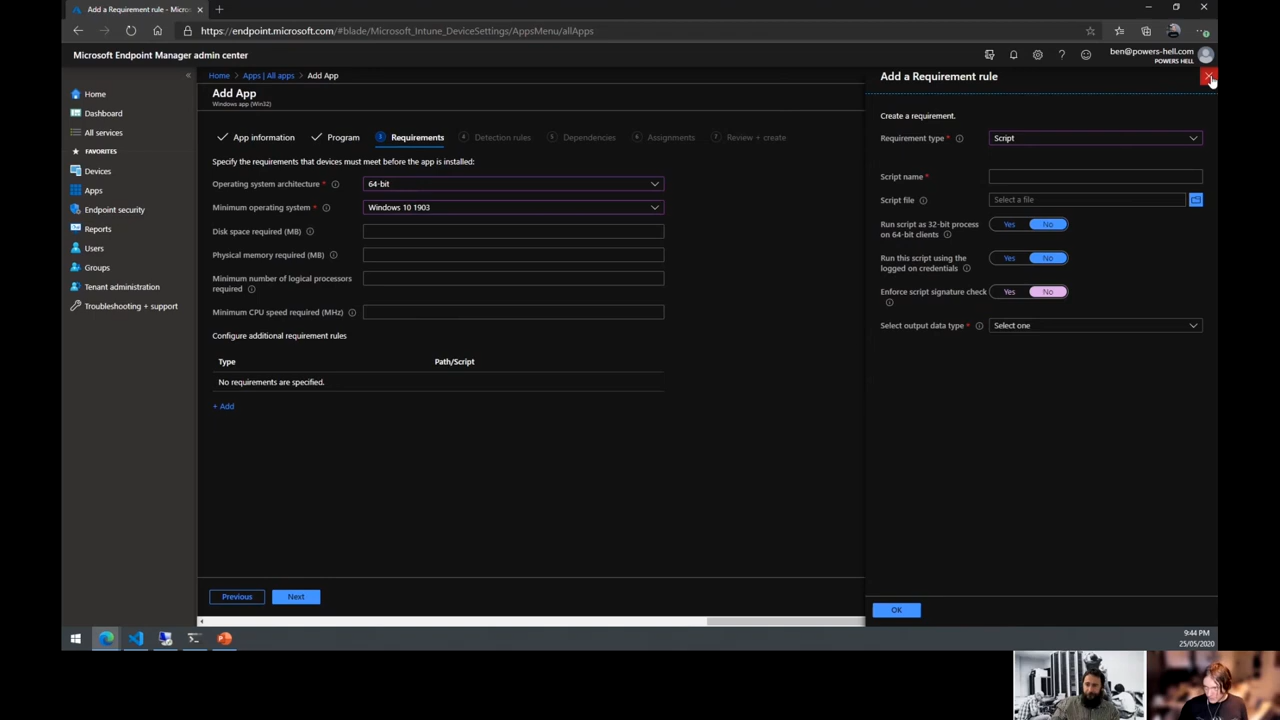 Add a Requirement rule - Micros
https://endpoint.microsoft.com/#blade/Microsoft_Intune_DeviceSettings/AppsMenu/allApps
Microsoft Endpoint Manager admin center
ben@powers-hell.com
POWERS HELL
Home
Dashboard
All services
FAVORITES
Devices
Apps
Endpoint security
Reports
Users
Groups
Tenant administration
Troubleshooting + support
Home > Apps | All apps > Add App
Add App
Windows app (Win32)
App information
Program
3 Requirements
4 Detection rules
5 Dependencies
6 Assignments
7 Review + create
Specify the requirements that devices must meet before the app is installed:
Operating system architecture * 64-bit
Minimum operating system * Windows 10 1903
Disk space required (MB)
Physical memory required (MB)
Minimum number of logical processors
required
Minimum CPU speed required (MHz)
Configure additional requirement rules
Type Path/Script
No requirements are specified.
+ Add
Previous
Next
Add a Requirement rule
Create a requirement.
Requirement type * Script
Script name *
Script file Select a file
Run script as 32-bit process Yes No
on 64-bit clients
Run this script using the Yes No
logged on credentials
Enforce script signature check Yes No
Select output data type * Select one
OK
9:44 PM
25/05/2020